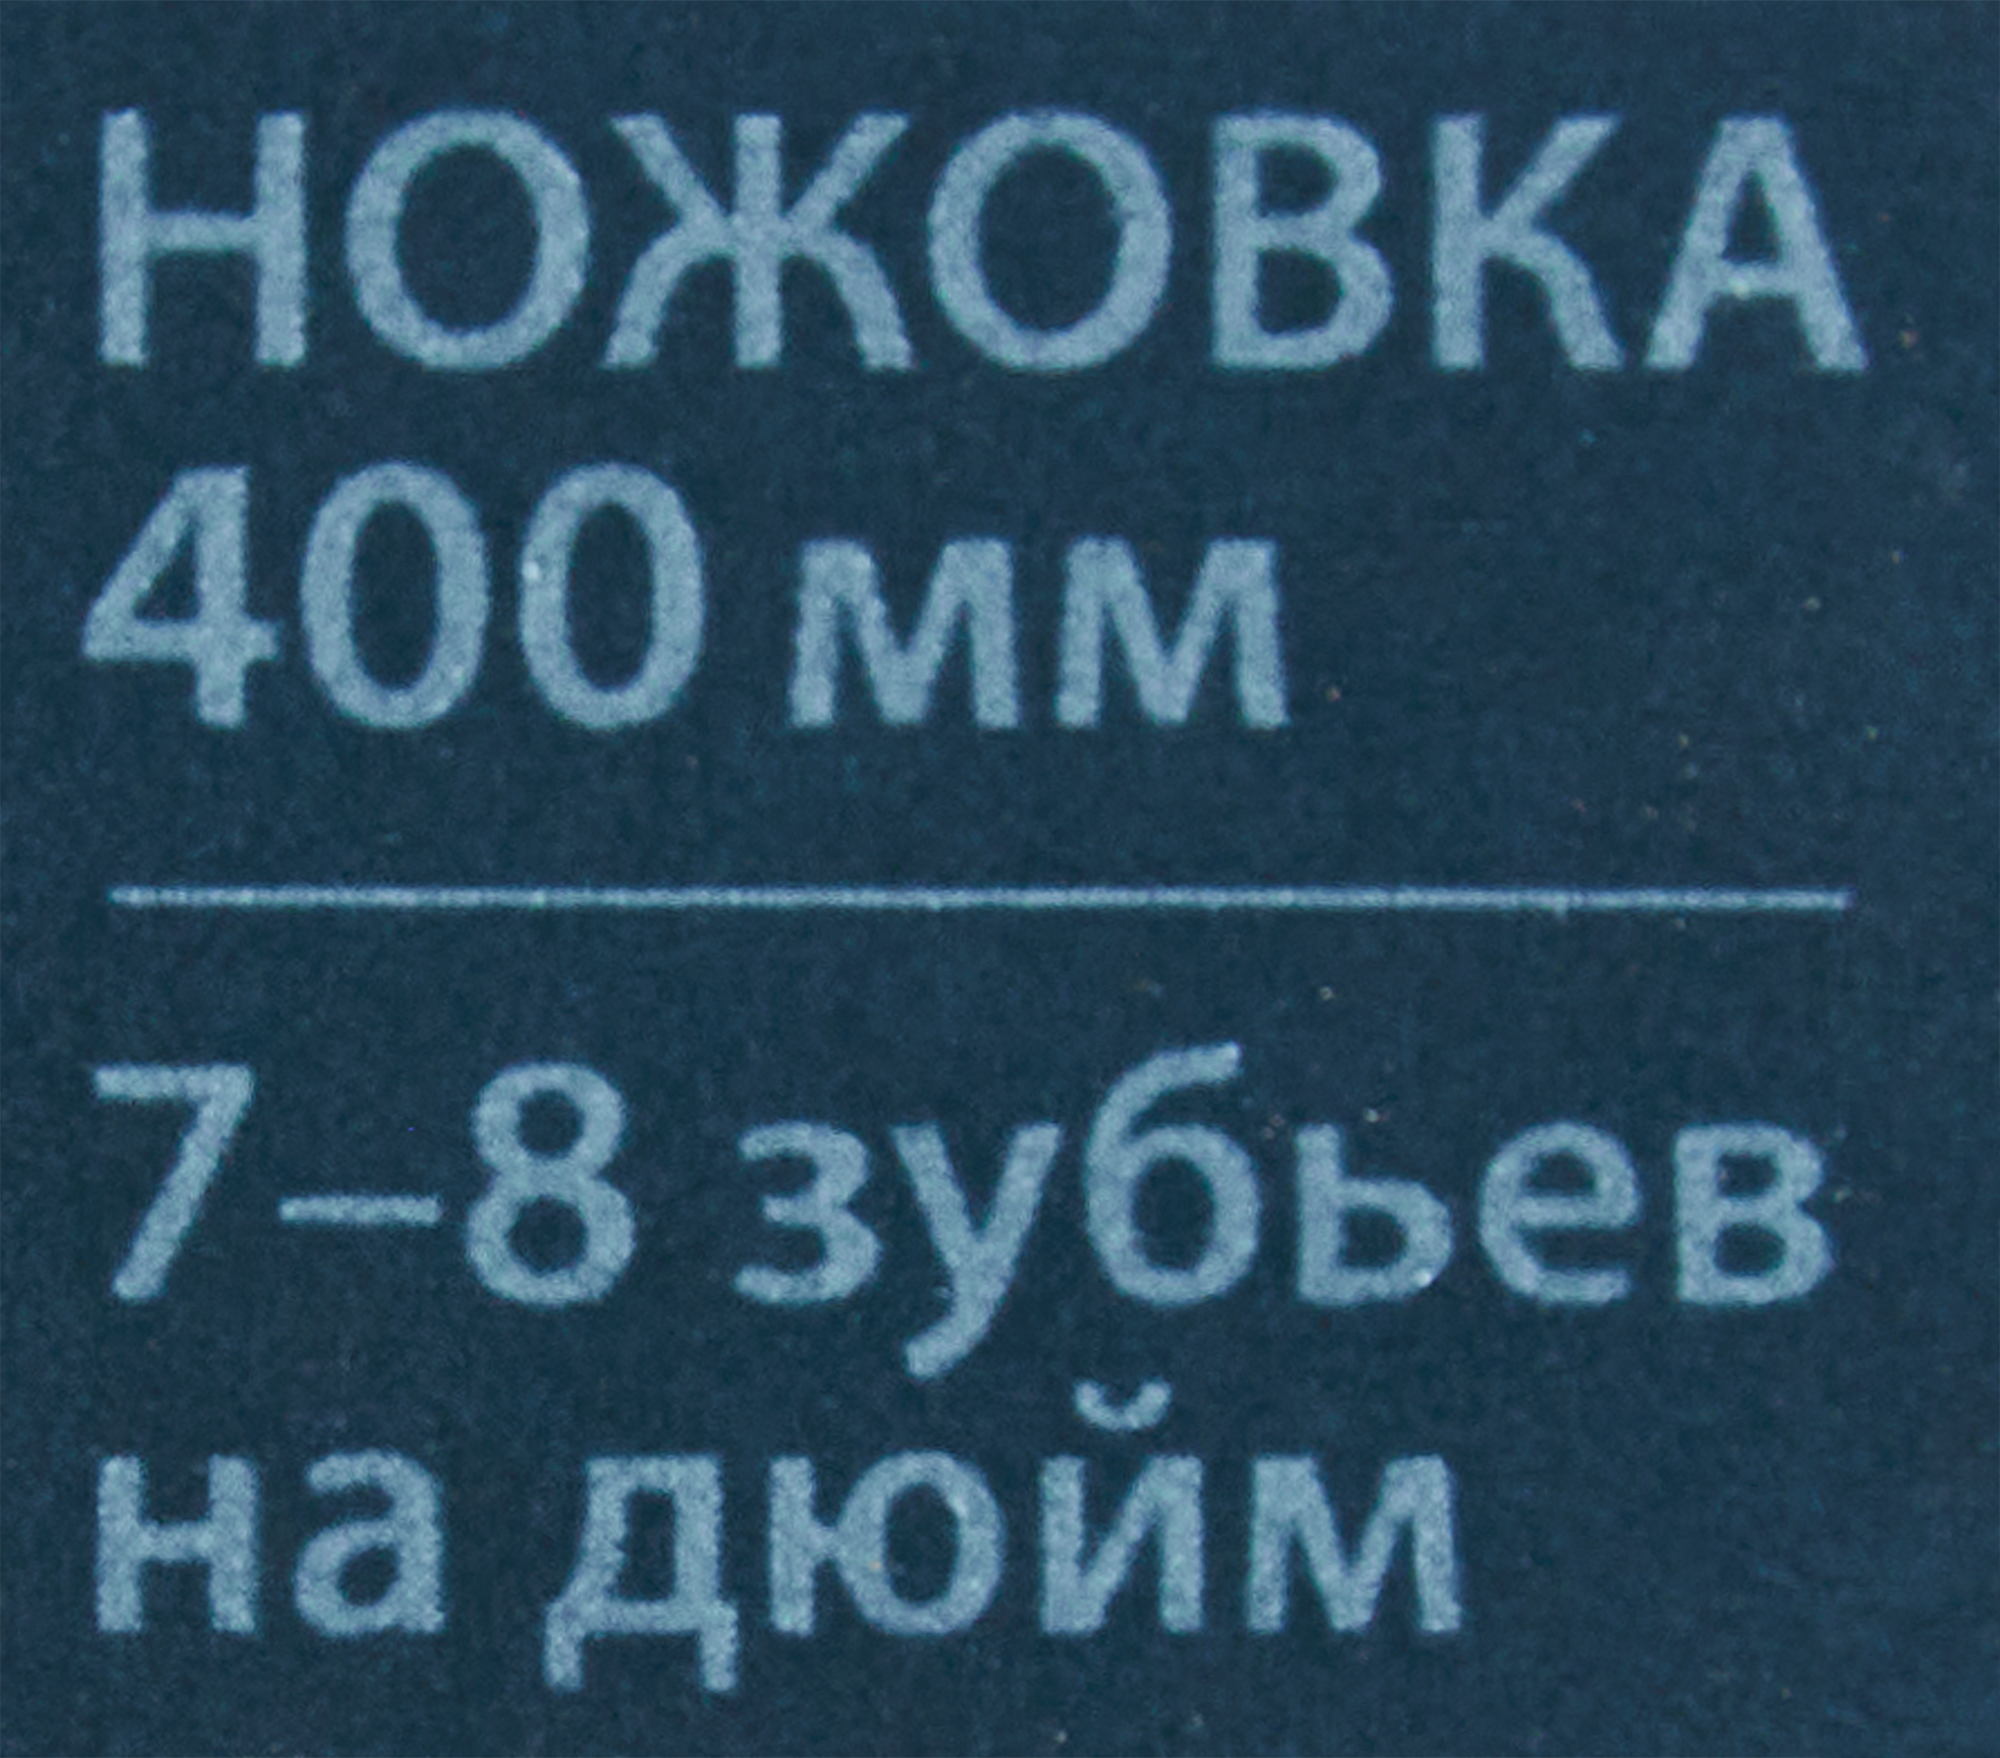 НОЖОВКА
400 мм
7–8 зубьев
на дюйм